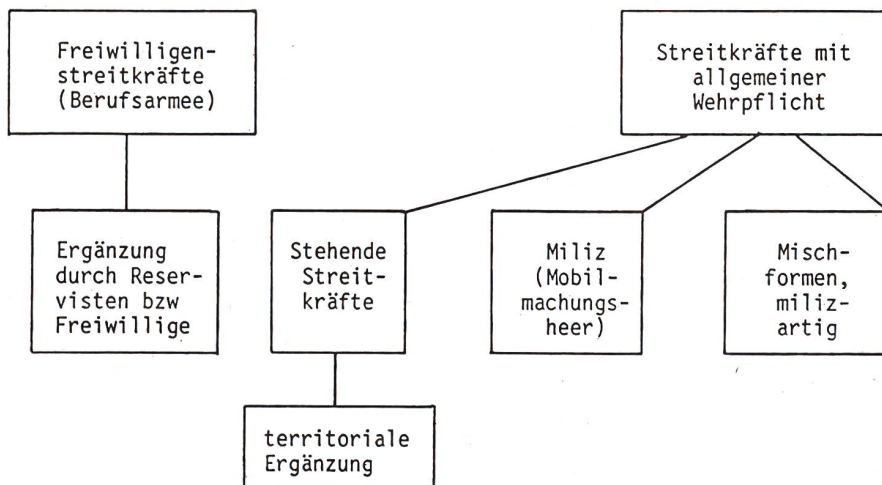 Freiwilligen-
streitkräfte
(Berufsarmee)
Streitkräfte mit
allgemeiner
Wehrpflicht
Ergänzung
durch Reser-
visten bzw
Freiwillige
Stehende
Streit-
kräfte
Miliz
(Mobil-
machungs-
heer)
Misch-
formen,
miliz-
artig
territoriale
Ergänzung